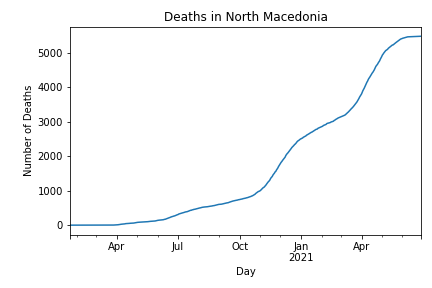 Deaths in North Macedonia
Number of Deaths
5000
4000
3000
2000
1000
0
Apr Jul Oct Jan Apr
2021
Day